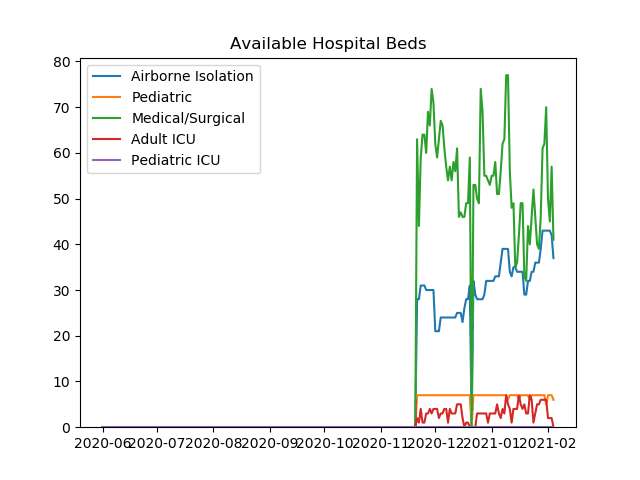 Available Hospital Beds
80
70
60
50
40
30
20
10
0
Airborne Isolation
Pediatric
Medical/Surgical
Adult ICU
Pediatric ICU
2020-06 2020-07 2020-08 2020-09 2020-10 2020-11 2020-12 2021-01 2021-02